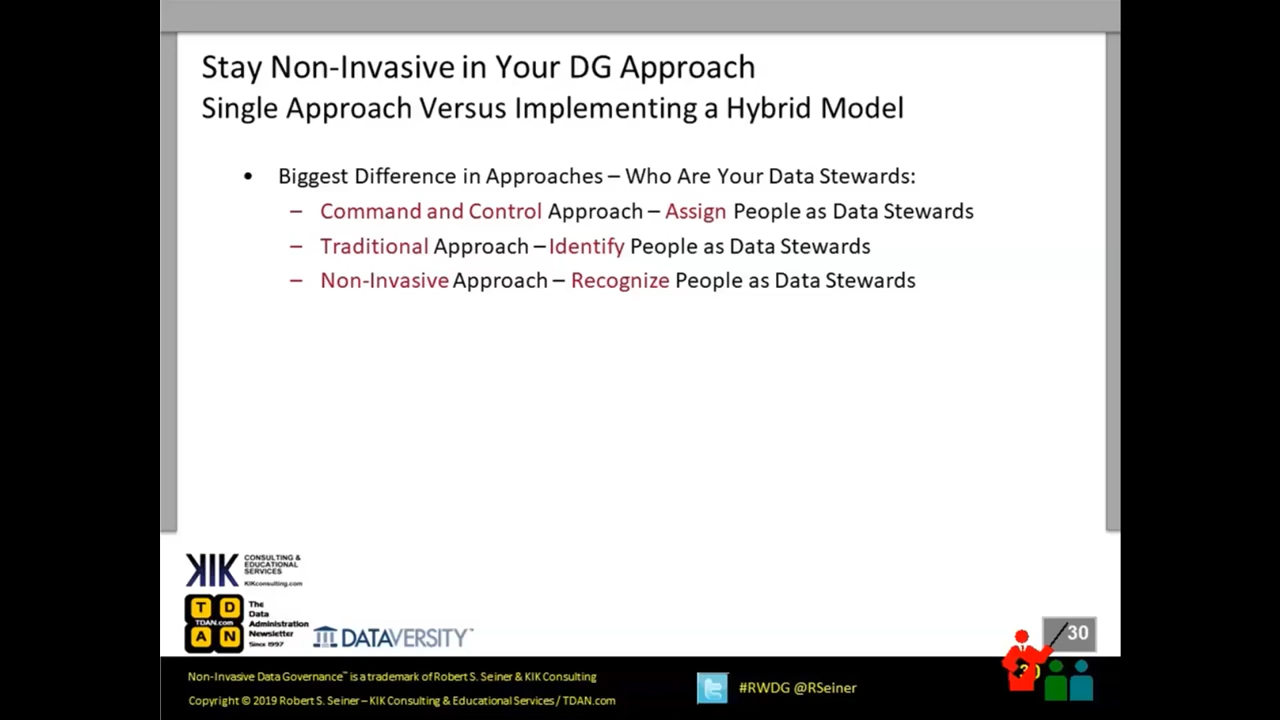 Stay Non-Invasive in Your DG Approach
Single Approach Versus Implementing a Hybrid Model
• Biggest Difference in Approaches – Who Are Your Data Stewards:
– Command and Control Approach – Assign People as Data Stewards
– Traditional Approach – Identify People as Data Stewards
– Non-Invasive Approach – Recognize People as Data Stewards
KIK CONSULTING &
EDUCATIONAL
SERVICES
KIKconsulting.com
T D
TDAN.com
A N
The
Data
Administration
Newsletter
Since 1997
DATAVERSITY™
30
Non-Invasive Data Governance™ is a trademark of Robert S. Seiner & KIK Consulting
Copyright © 2019 Robert S. Seiner – KIK Consulting & Educational Services / TDAN.com
#RWDG @RSeiner